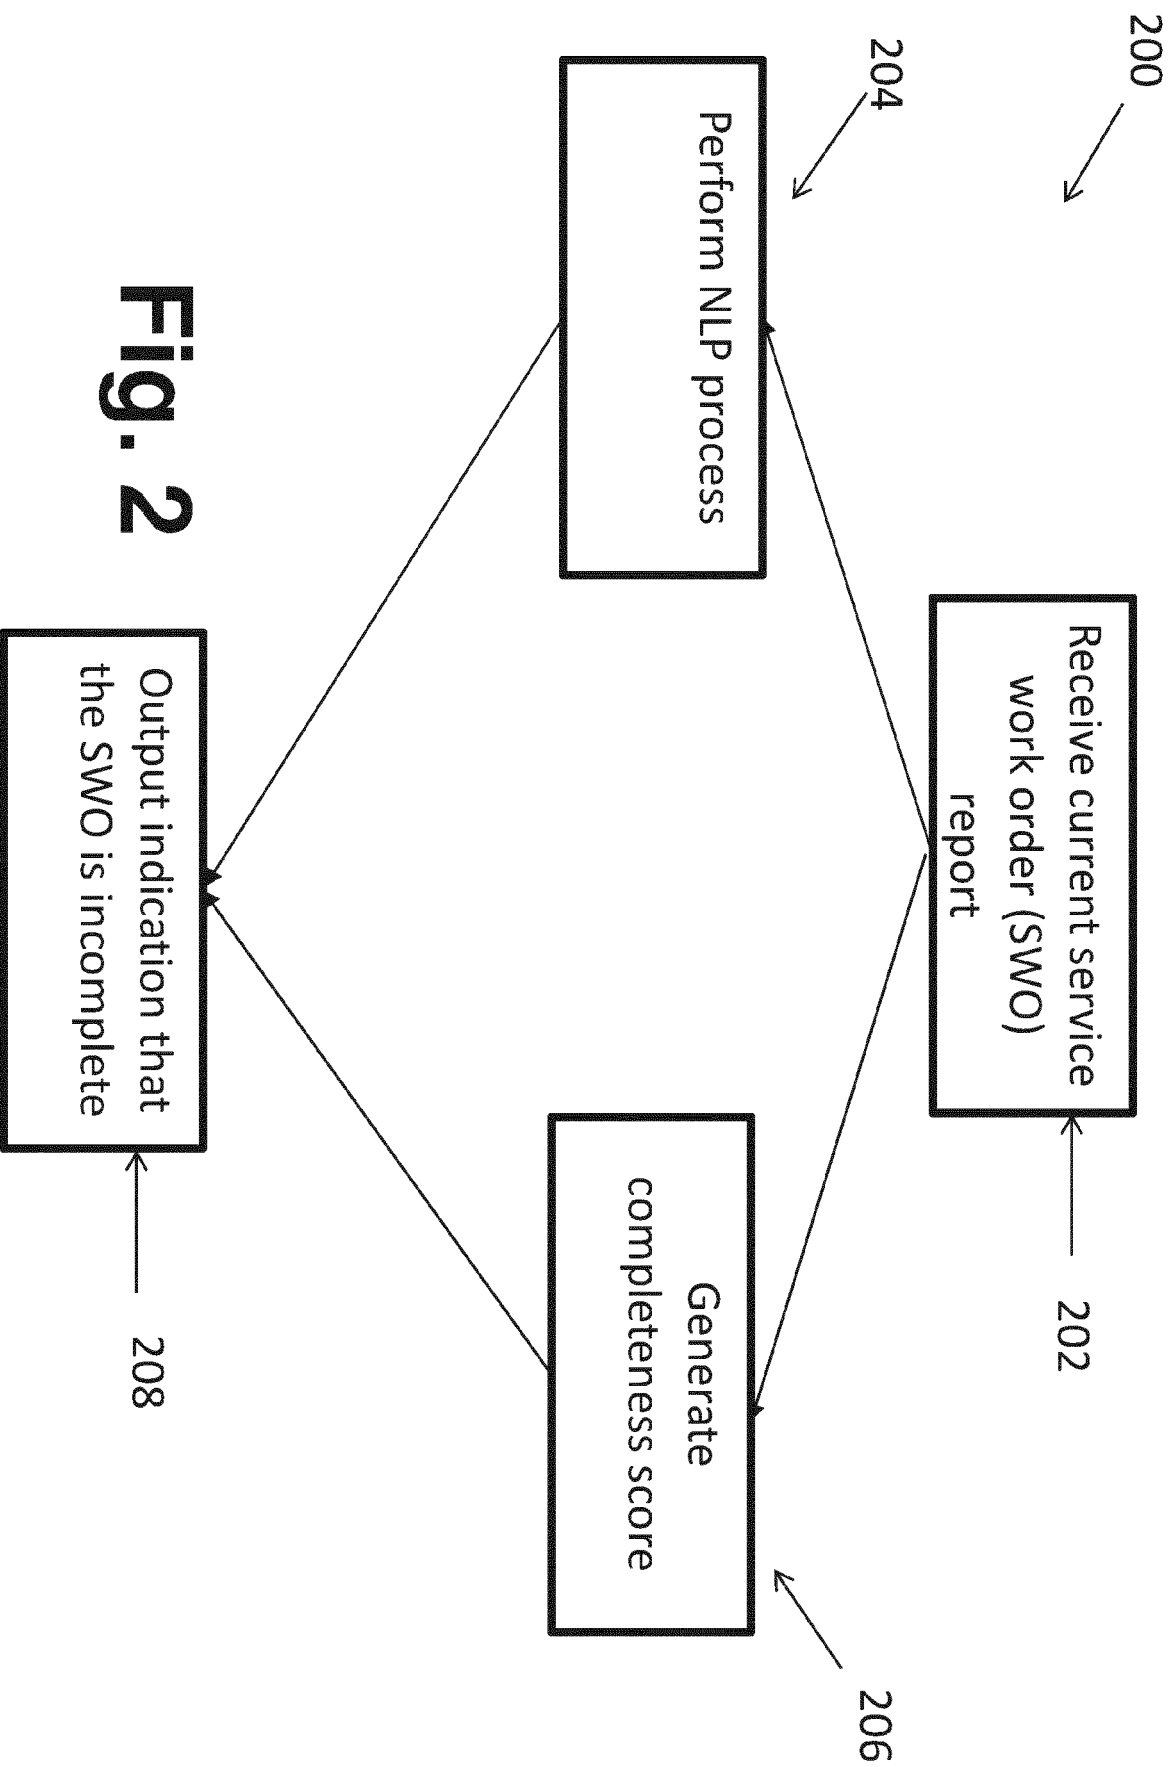 200
Receive current service
work order (SWO)
report
202
204
Perform NLP process
Generate
completeness score
206
Output indication that
the SWO is incomplete
208
Fig. 2